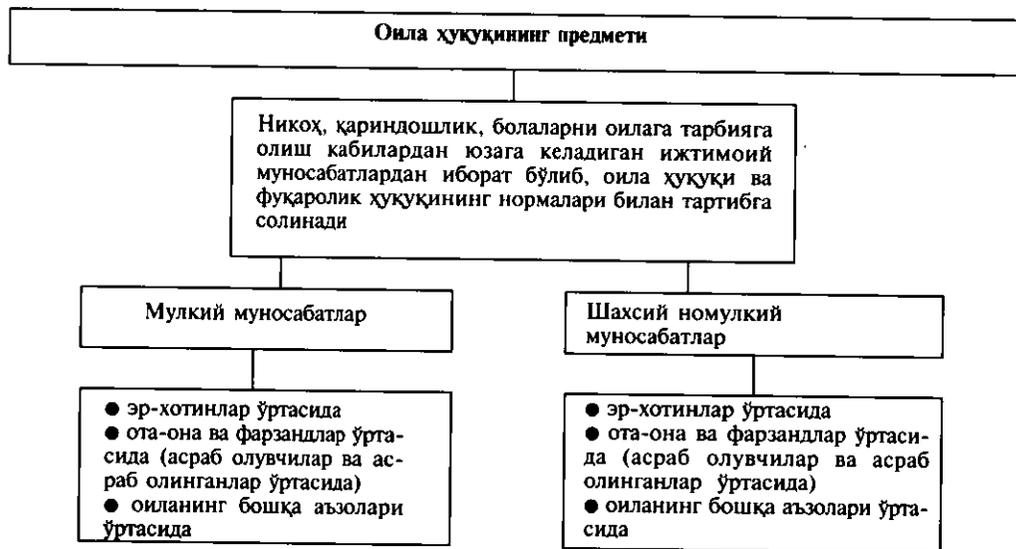 Оила ҳуқуқининг предмети
Никоҳ, қариндошлик, болаларни оилага тарбияга
олиш кабилардан юзага келадиган ижтимоий
муносабатлардан иборат бўлиб, оила ҳуқуқи ва
фуқаролик ҳуқуқининг нормалари билан тартибга
солинади
Мулкий муносабатлар
● эр-хотинлар ўртасида
● ота-она ва фарзандлар ўрта-
сида (асраб олувчилар ва ас-
раб олинганлар ўртасида)
● оиланинг бошқа аъзолари
ўртасида
Шахсий номулкий
муносабатлар
● эр-хотинлар ўртасида
● ота-она ва фарзандлар ўртаси-
да (асраб олувчилар ва асраб
олинганлар ўртасида)
● оиланинг бошқа аъзолари ўрта-
сида